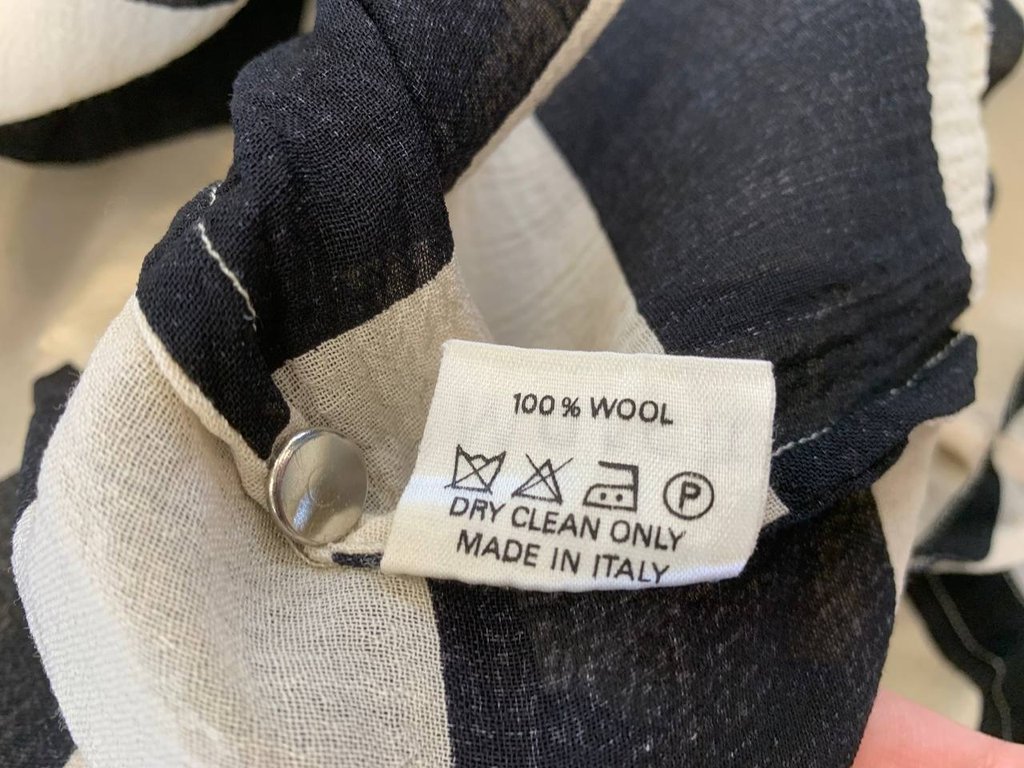 100% WOOL
P
DRY CLEAN ONLY
MADE IN ITALY